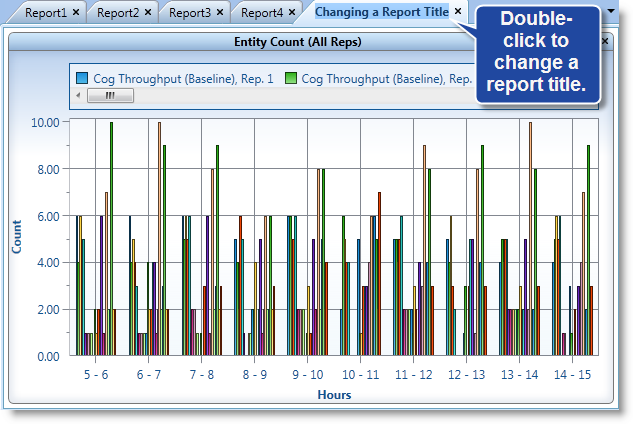 Report1 × Report2 × Report3 × Report4 × Changing a Report Title ×
Double-
click to
change a
report title.
Entity Count (All Reps) ×
Cog Throughput (Baseline), Rep. 1 Cog Throughput (Baseline), Rep.
10.00
8.00
6.00
4.00
2.00
0.00
Count
5 - 6 6 - 7 7 - 8 8 - 9 9 - 10 10 - 11 11 - 12 12 - 13 13 - 14 14 - 15
Hours